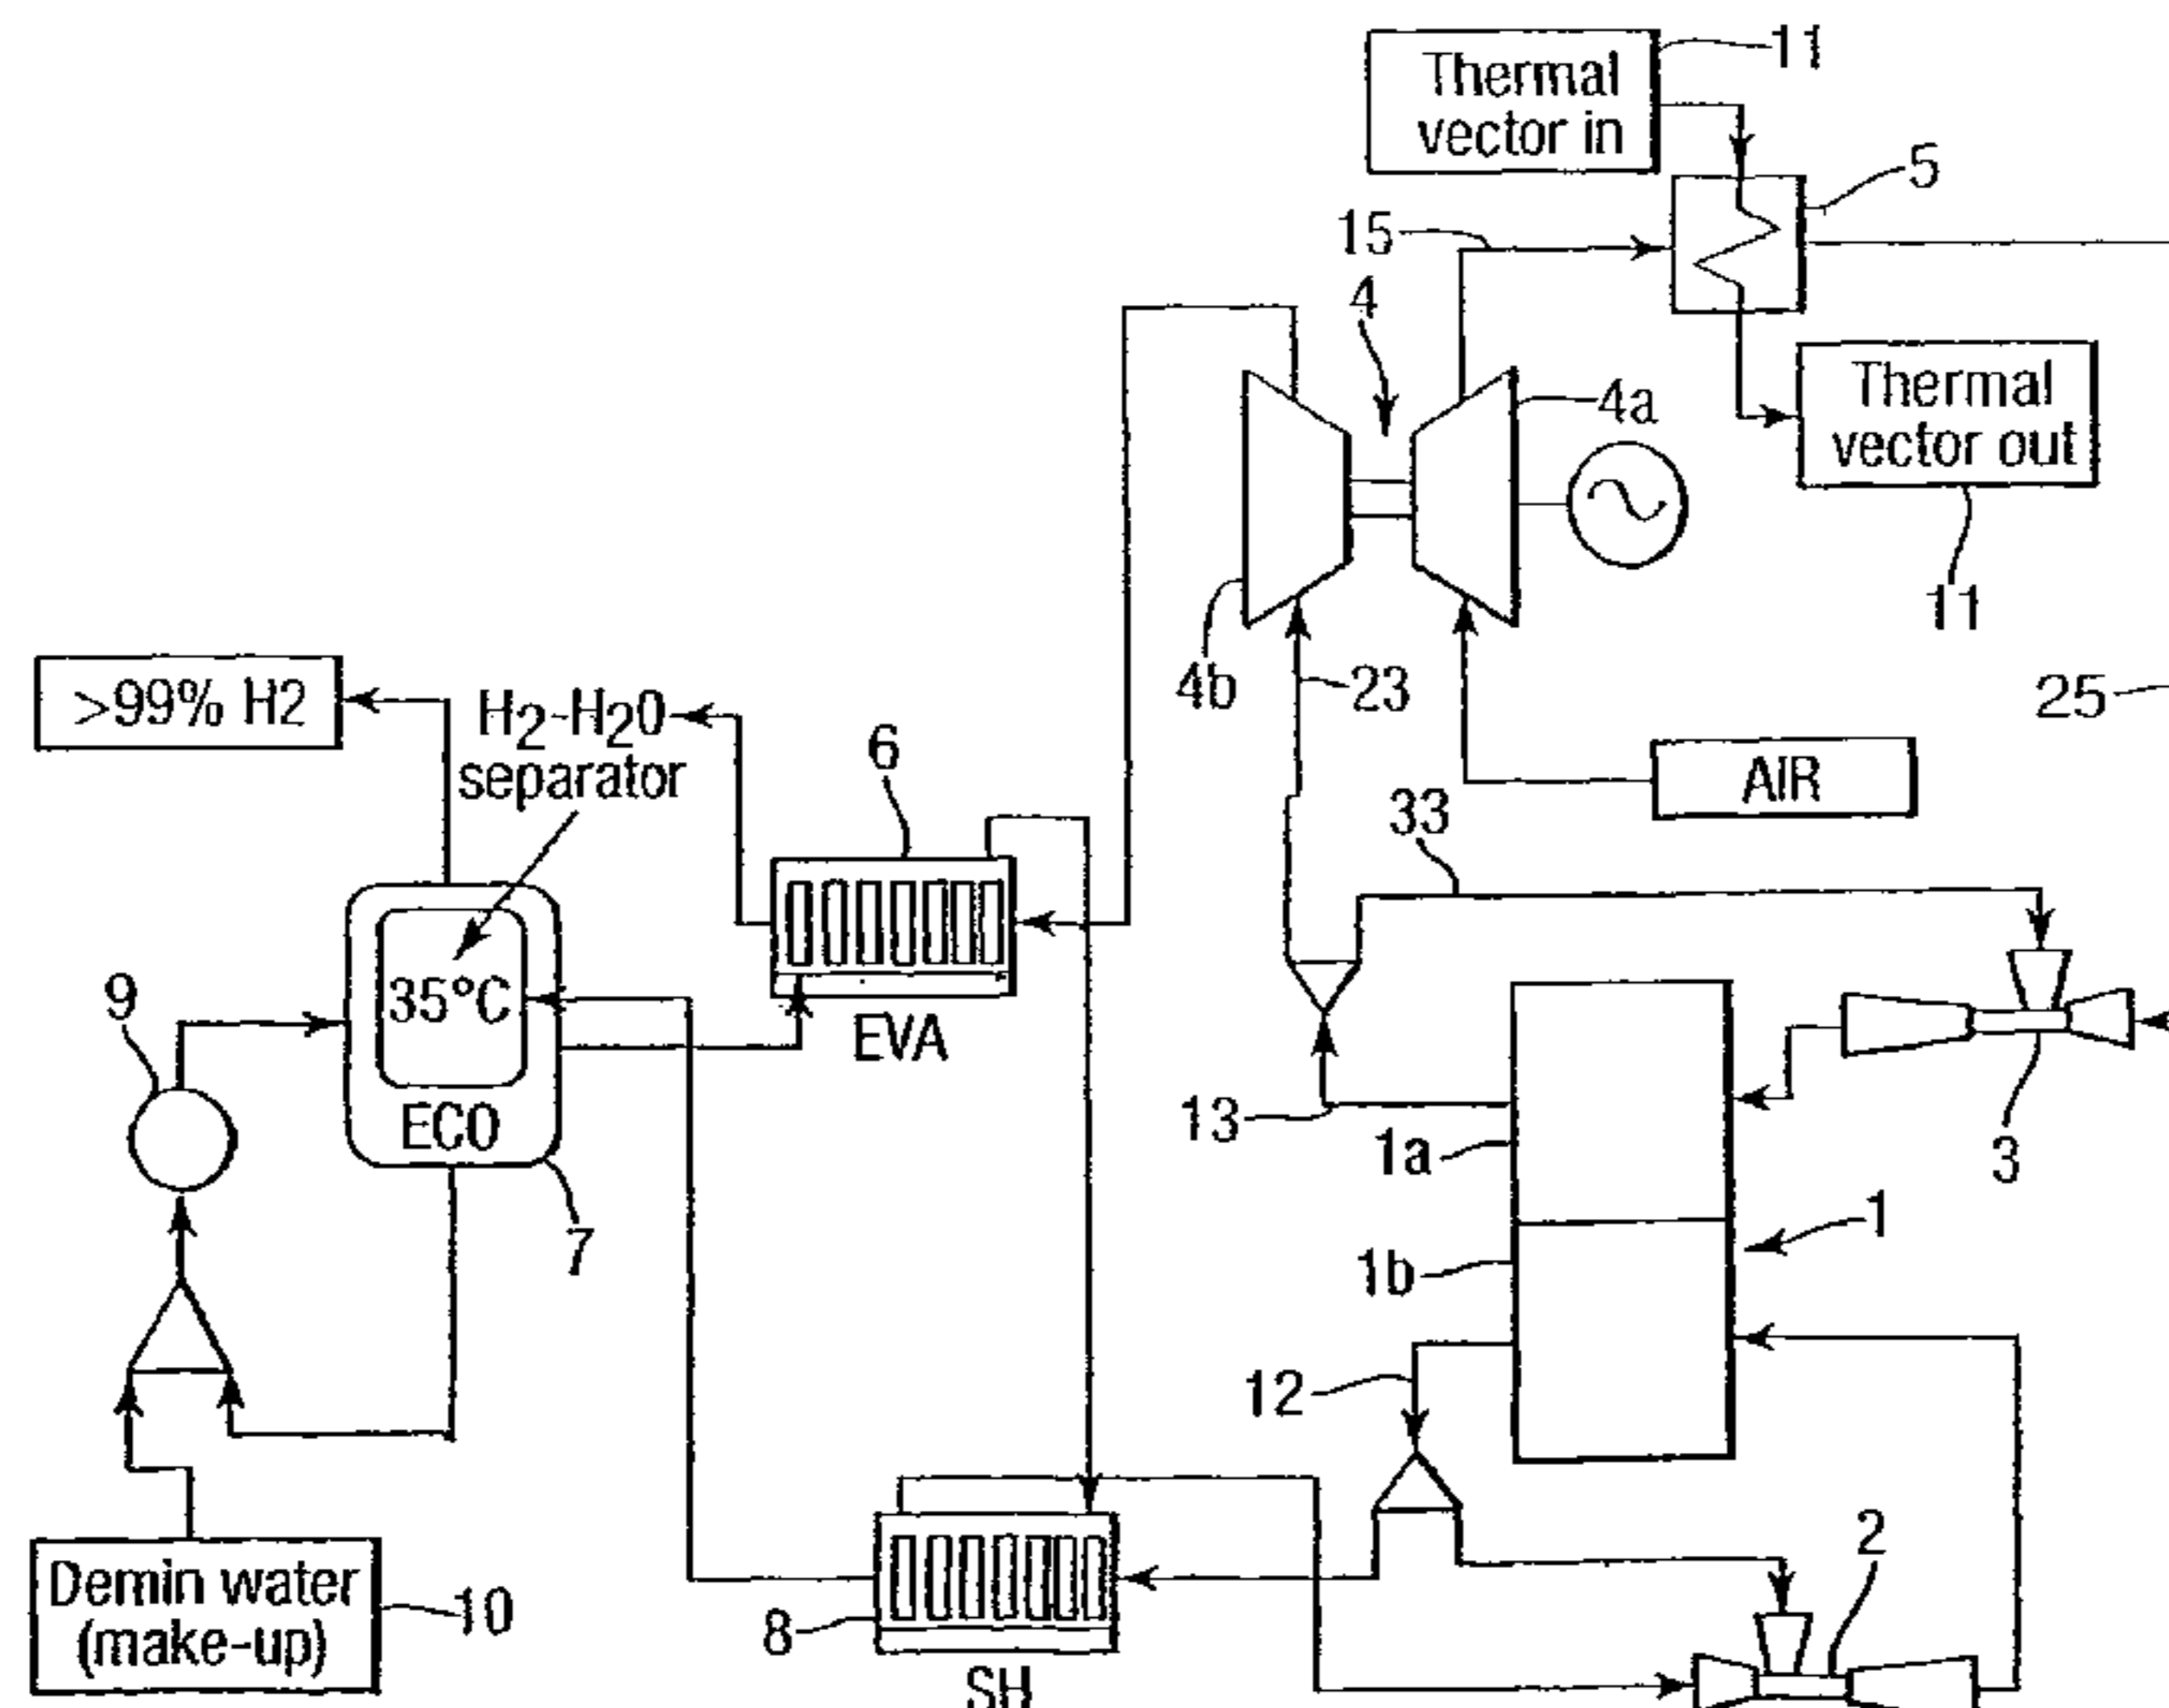 Thermal
vector in
11
5
15
4
4a
Thermal
vector out
11
4b
23
25
>99% H2
H2-H2O
separator
6
AIR
33
9
35°C
EVA
ECO
7
13
1a
3
1
1b
12
2
Demin water
(make-up)
10
8
SH